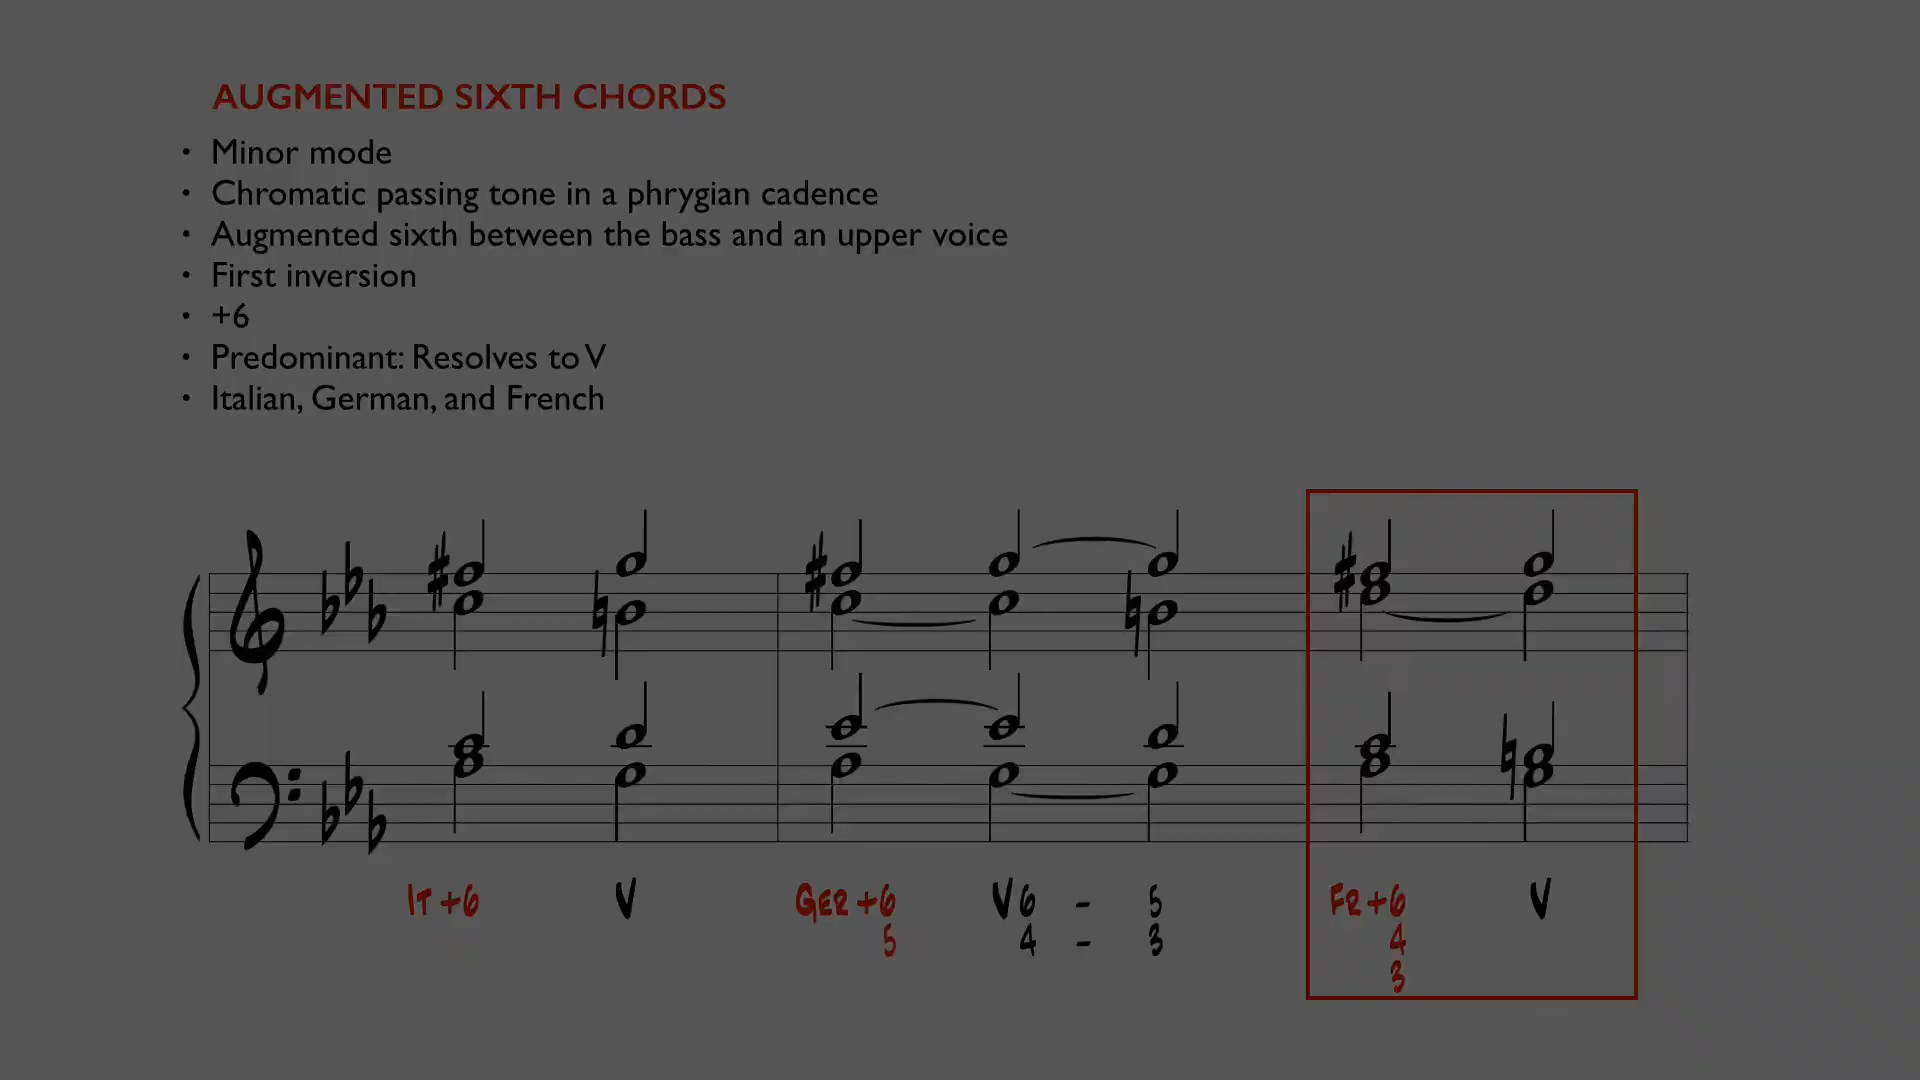 AUGMENTED SIXTH CHORDS
• Minor mode
• Chromatic passing tone in a phrygian cadence
• Augmented sixth between the bass and an upper voice
• First inversion
• +6
• Predominant: Resolves to V
• Italian, German, and French
IT +6 V GER +6 V 6 - 5 FR +6 V
5 4 - 3 4
3